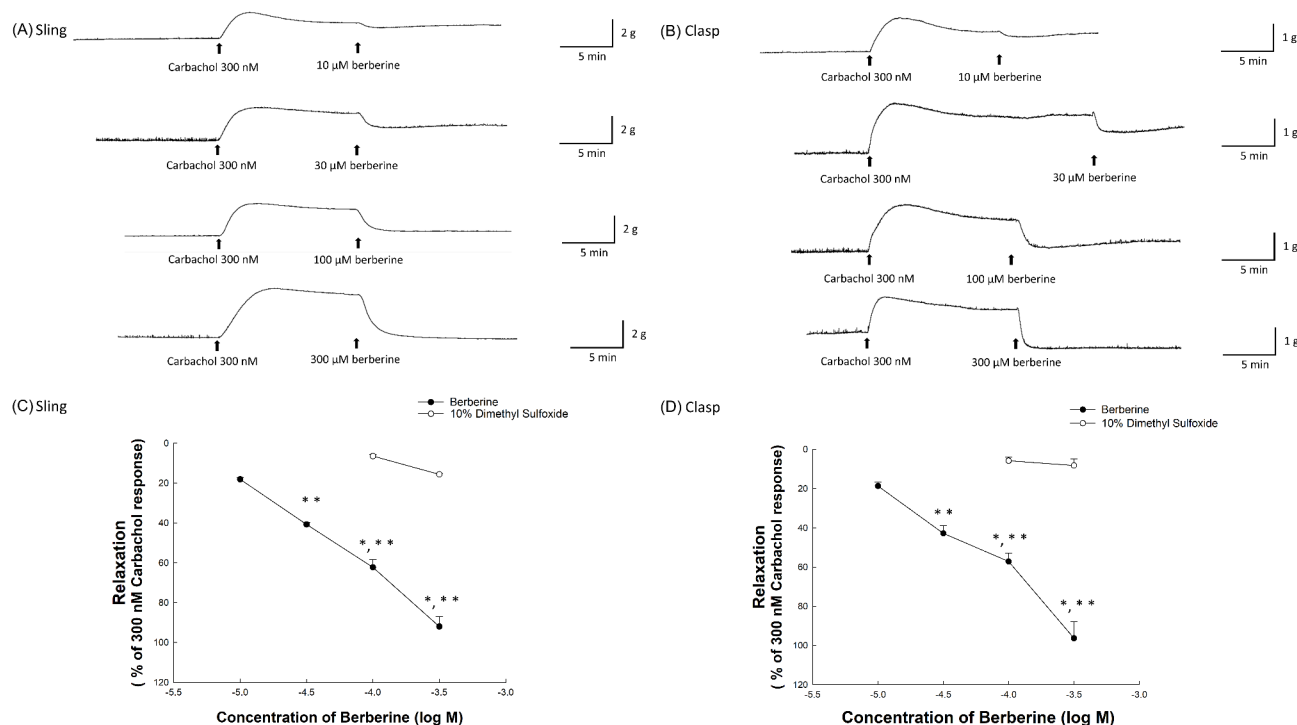 (A) Sling
Carbachol 300 nM
10 µM berberine
2 g
5 min
Carbachol 300 nM
30 µM berberine
2 g
5 min
Carbachol 300 nM
100 µM berberine
2 g
5 min
Carbachol 300 nM
300 µM berberine
2 g
5 min
(B) Clasp
Carbachol 300 nM
10 µM berberine
1 g
5 min
Carbachol 300 nM
30 µM berberine
1 g
5 min
Carbachol 300 nM
100 µM berberine
1 g
5 min
Carbachol 300 nM
300 µM berberine
1 g
5 min
(C) Sling
Berberine
10% Dimethyl Sulfoxide
Relaxation
( % of 300 nM Carbachol response)
0
20
40
60
80
100
120
* *
*, * *
*, * *
-5.5
-5.0
-4.5
-4.0
-3.5
-3.0
Concentration of Berberine (log M)
(D) Clasp
Berberine
10% Dimethyl Sulfoxide
Relaxation
( % of 300 nM Carbachol response)
0
20
40
60
80
100
120
* *
*, * *
*, * *
-5.5
-5.0
-4.5
-4.0
-3.5
-3.0
Concentration of Berberine (log M)